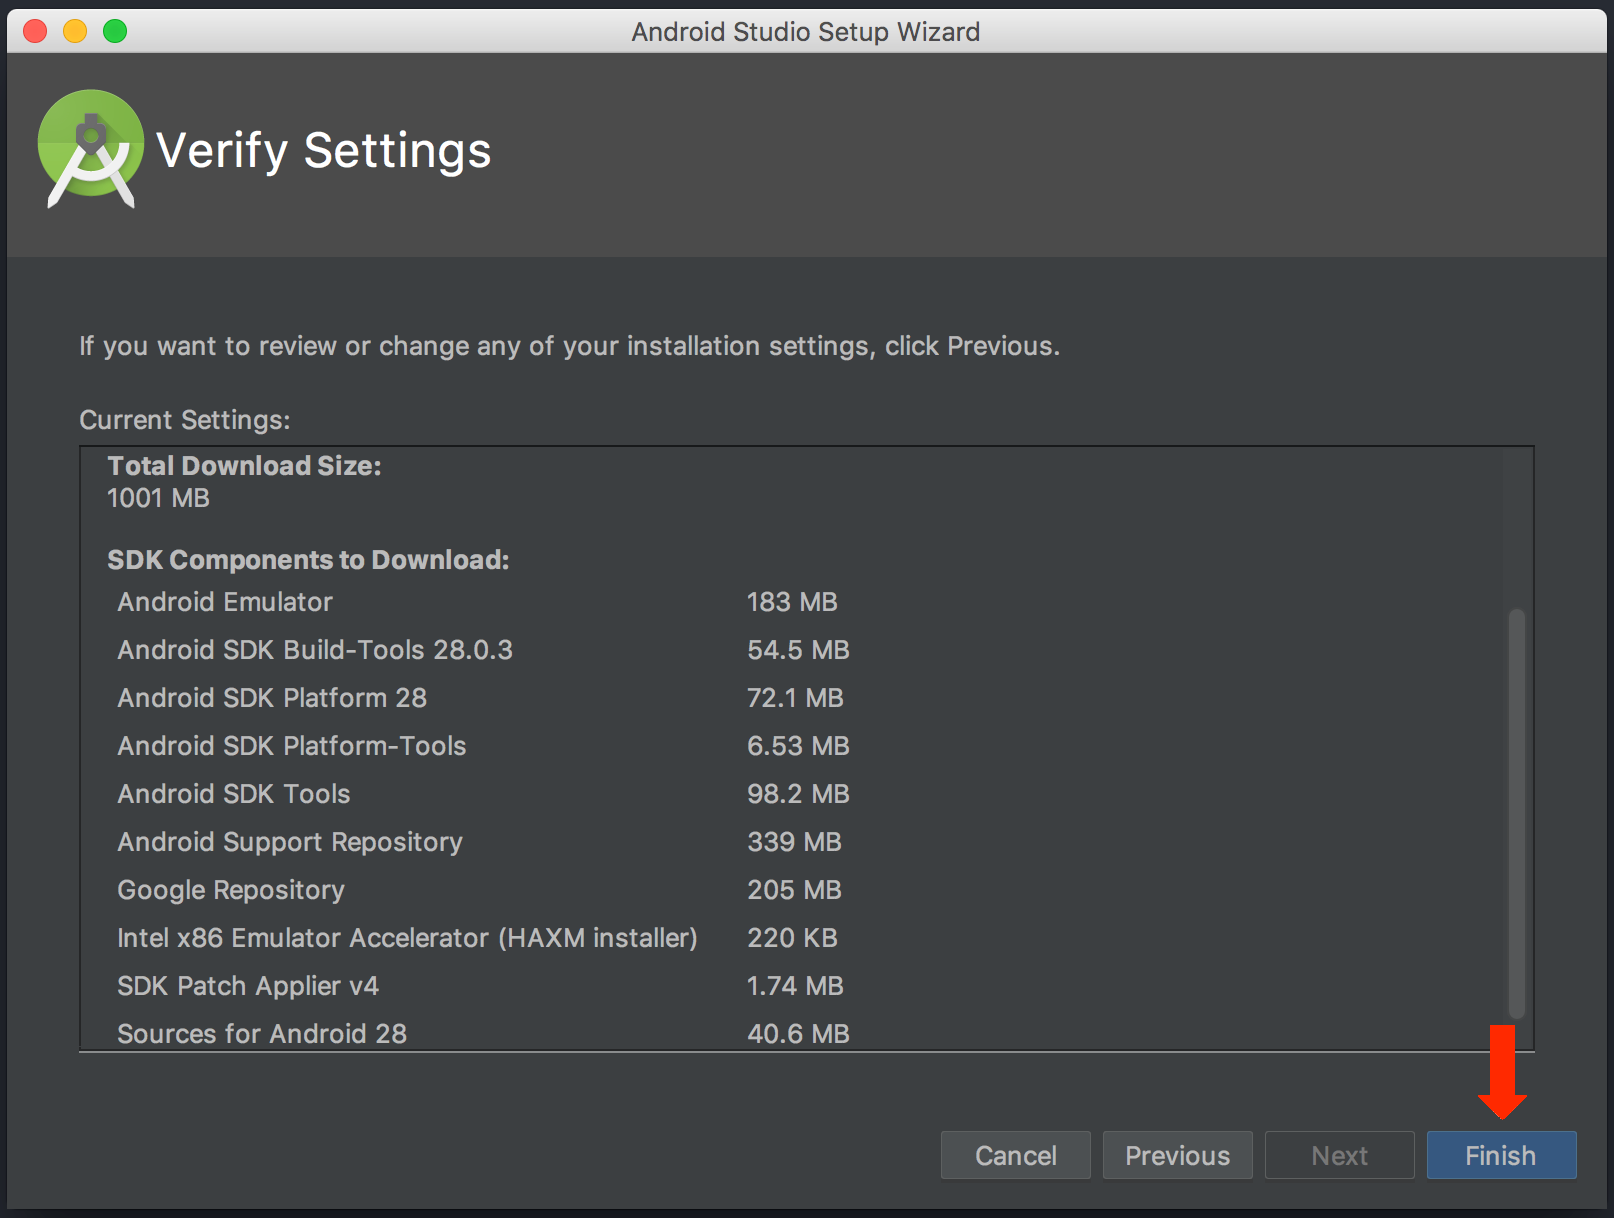 Android Studio Setup Wizard
Verify Settings
If you want to review or change any of your installation settings, click Previous.
Current Settings:
Total Download Size:
1001 MB
SDK Components to Download:
Android Emulator 183 MB
Android SDK Build-Tools 28.0.3 54.5 MB
Android SDK Platform 28 72.1 MB
Android SDK Platform-Tools 6.53 MB
Android SDK Tools 98.2 MB
Android Support Repository 339 MB
Google Repository 205 MB
Intel x86 Emulator Accelerator (HAXM installer) 220 KB
SDK Patch Applier v4 1.74 MB
Sources for Android 28 40.6 MB
Cancel Previous Next Finish